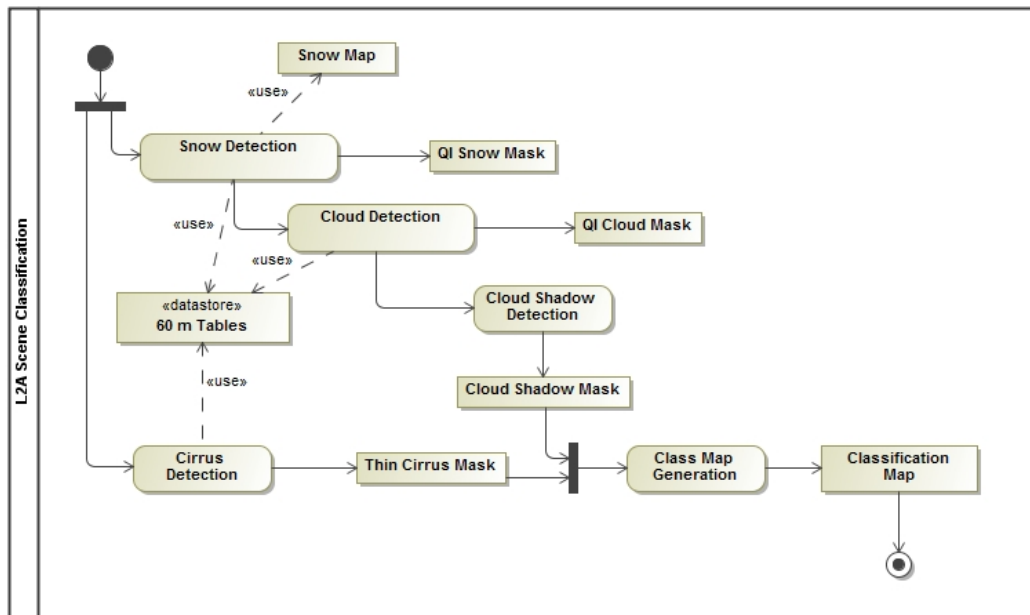 L2A Scene Classification
Snow Map
«use»
Snow Detection
QI Snow Mask
«use»
Cloud Detection
QI Cloud Mask
«use»
«datastore»
60 m Tables
Cloud Shadow
Detection
«use»
Cloud Shadow Mask
Cirrus
Detection
Thin Cirrus Mask
Class Map
Generation
Classification
Map